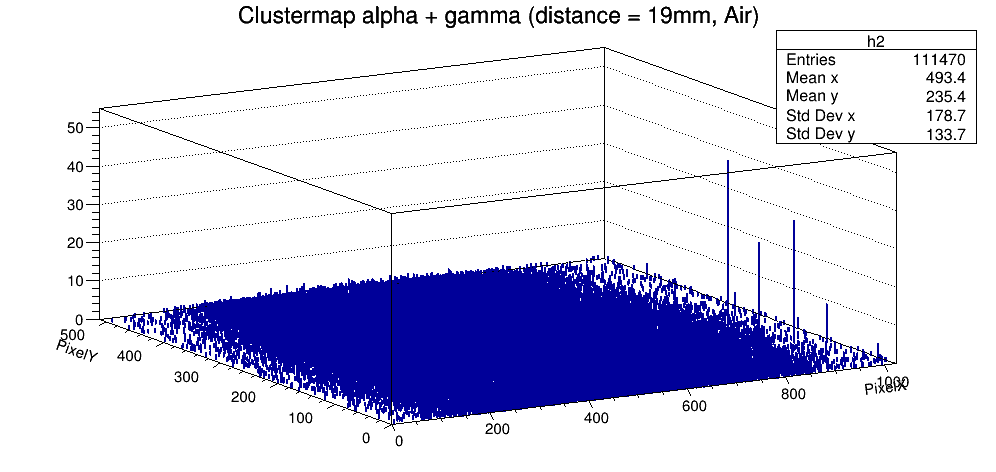 Clustermap alpha + gamma (distance = 19mm, Air)
h2
Entries 111470
Mean x 493.4
Mean y 235.4
Std Dev x 178.7
Std Dev y 133.7
50
40
30
20
10
0
500
PixelY
400
300
200
100
0
0
200
400
600
800
1000
PixelX